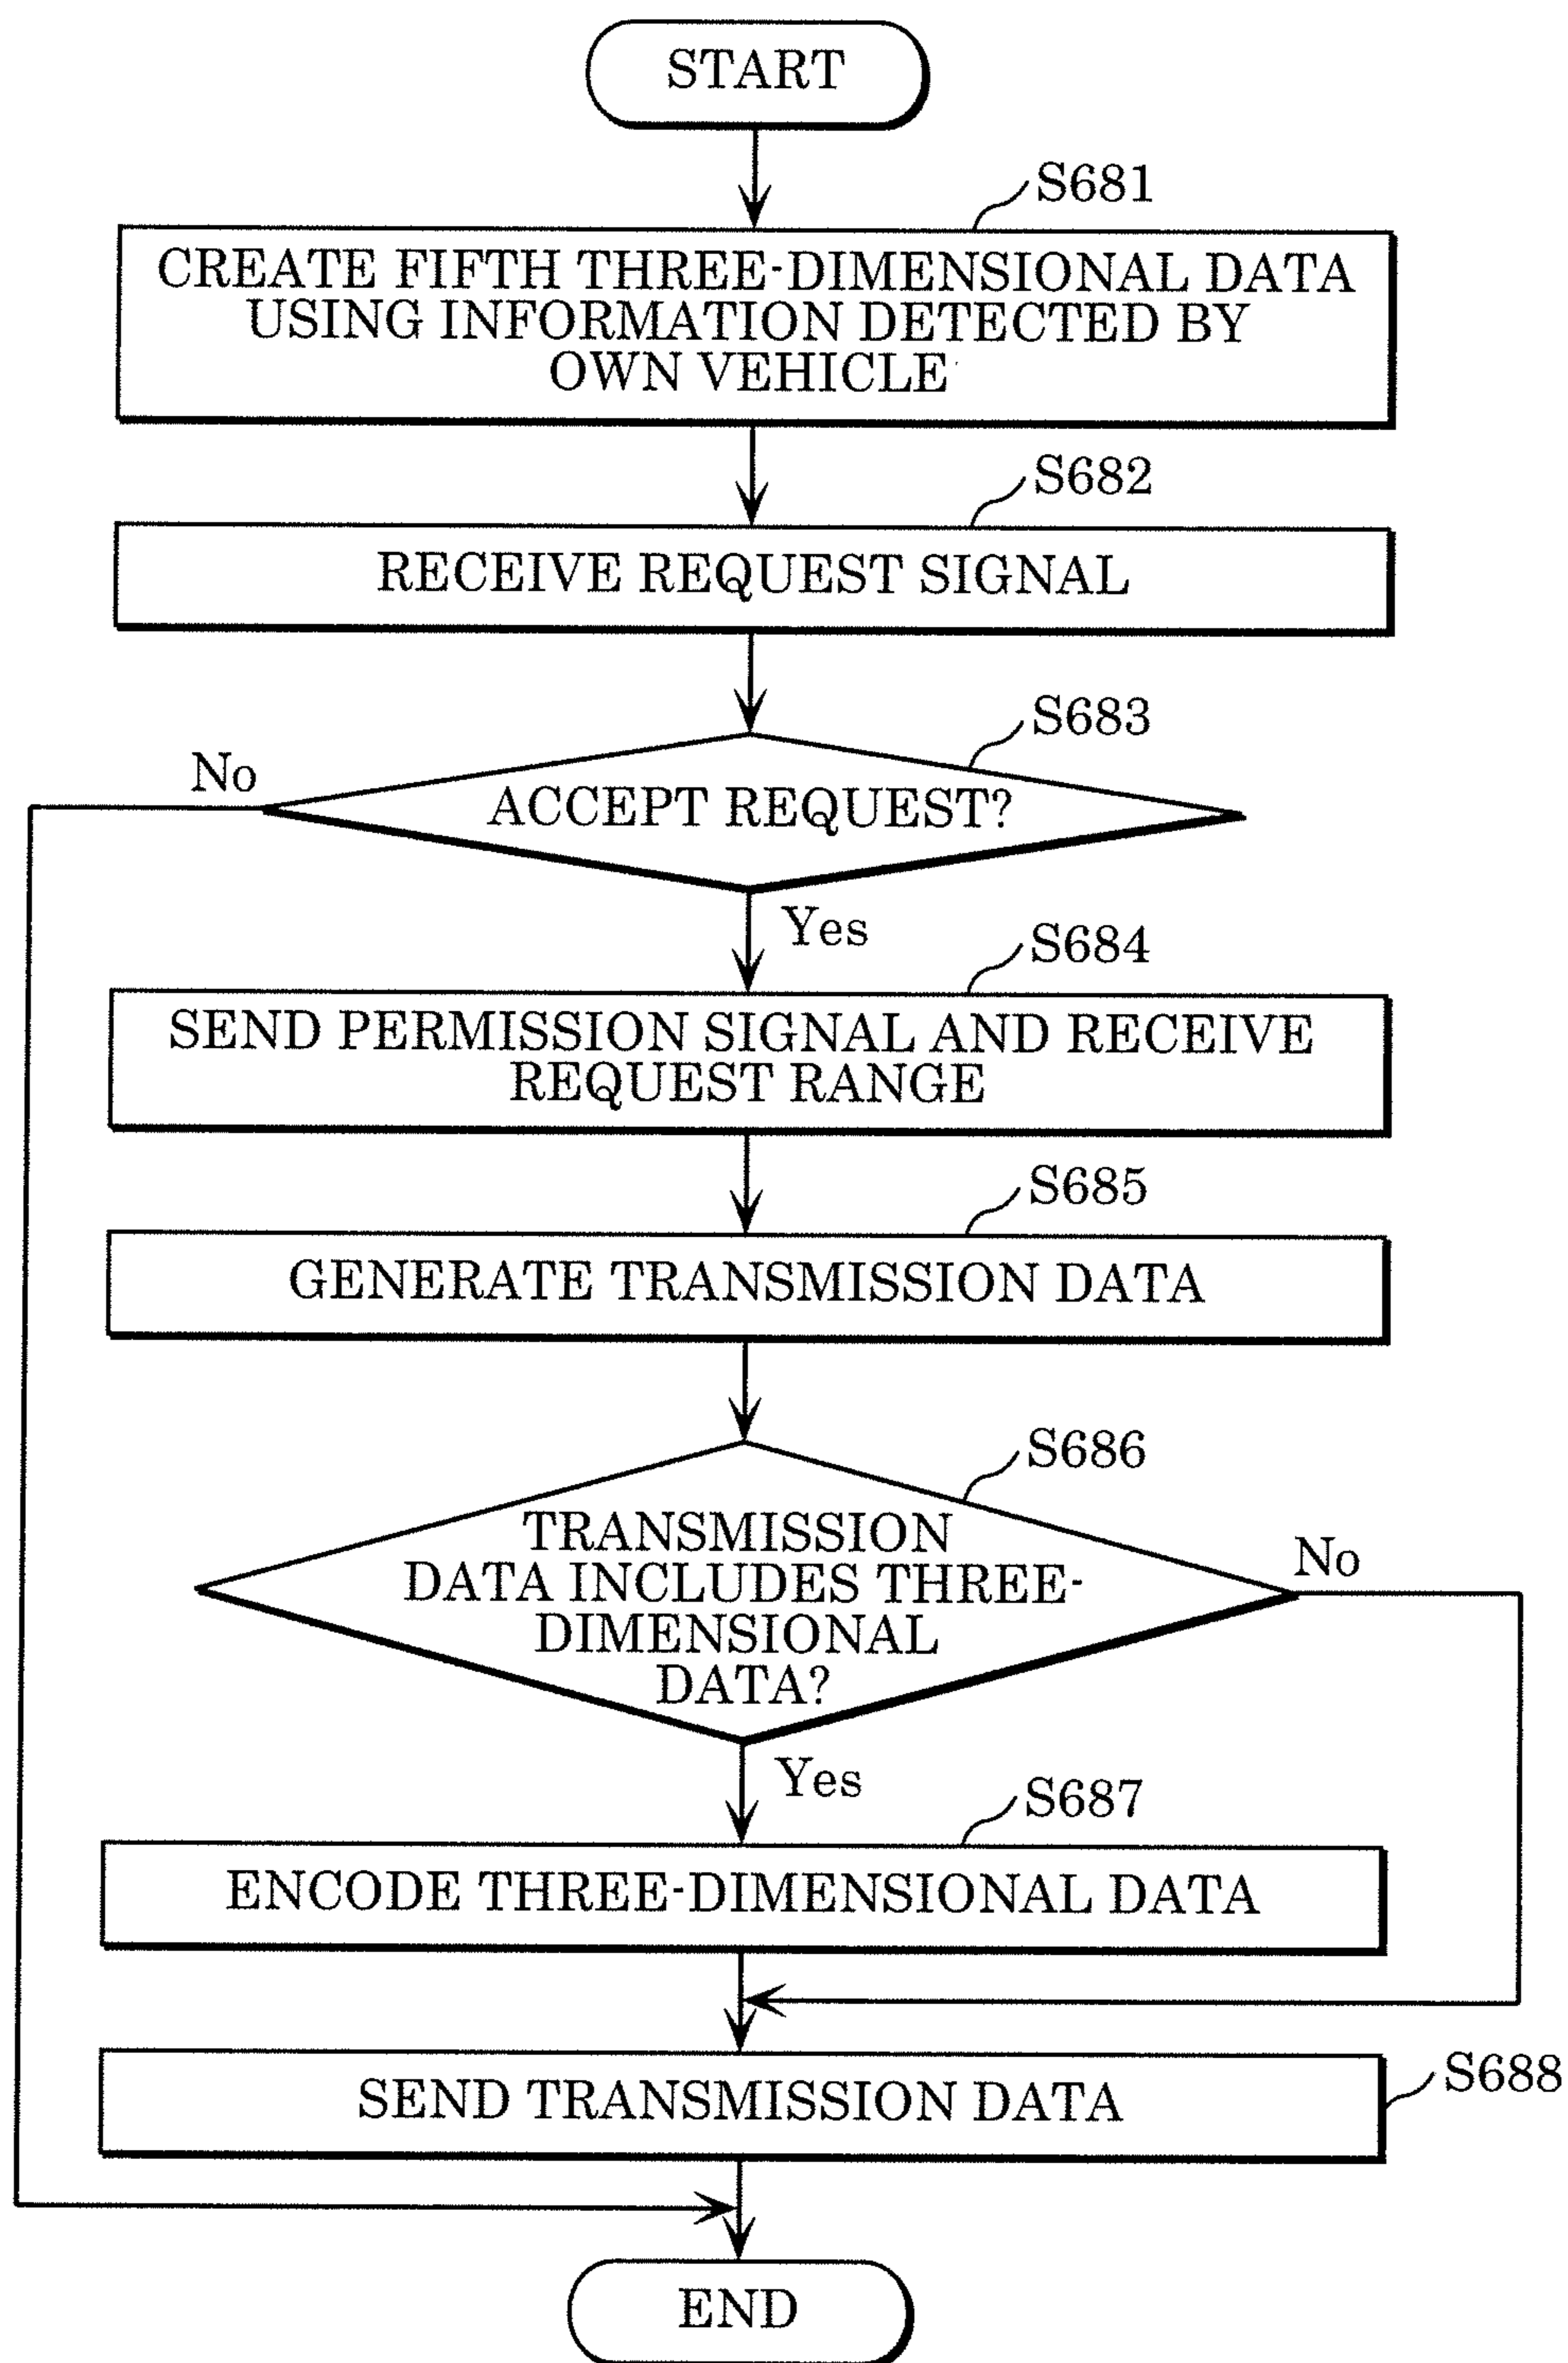 START
S681
CREATE FIFTH THREE-DIMENSIONAL DATA
USING INFORMATION DETECTED BY
OWN VEHICLE
S682
RECEIVE REQUEST SIGNAL
S683
No
ACCEPT REQUEST?
Yes
S684
SEND PERMISSION SIGNAL AND RECEIVE
REQUEST RANGE
S685
GENERATE TRANSMISSION DATA
S686
TRANSMISSION
DATA INCLUDES THREE-
DIMENSIONAL
DATA?
No
Yes
S687
ENCODE THREE-DIMENSIONAL DATA
SEND TRANSMISSION DATA
S688
END